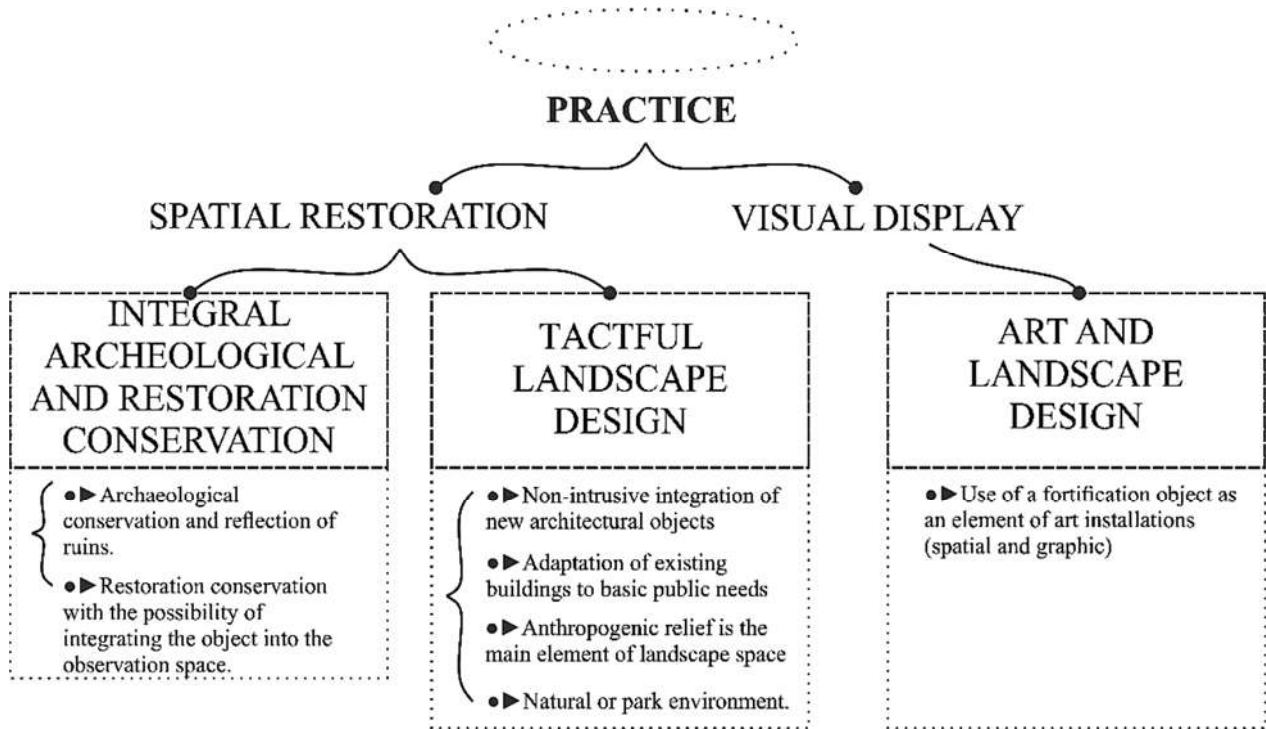 PRACTICE
SPATIAL RESTORATION
VISUAL DISPLAY
INTEGRAL
ARCHEOLOGICAL
AND RESTORATION
CONSERVATION
●►Archaeological
conservation and reflection of
ruins.
●►Restoration conservation
with the possibility of
integrating the object into the
observation space.
TACTFUL
LANDSCAPE
DESIGN
●►Non-intrusive integration of
new architectural objects
●►Adaptation of existing
buildings to basic public needs
●►Anthropogenic relief is the
main element of landscape space
●►Natural or park environment.
ART AND
LANDSCAPE
DESIGN
●►Use of a fortification object as
an element of art installations
(spatial and graphic)